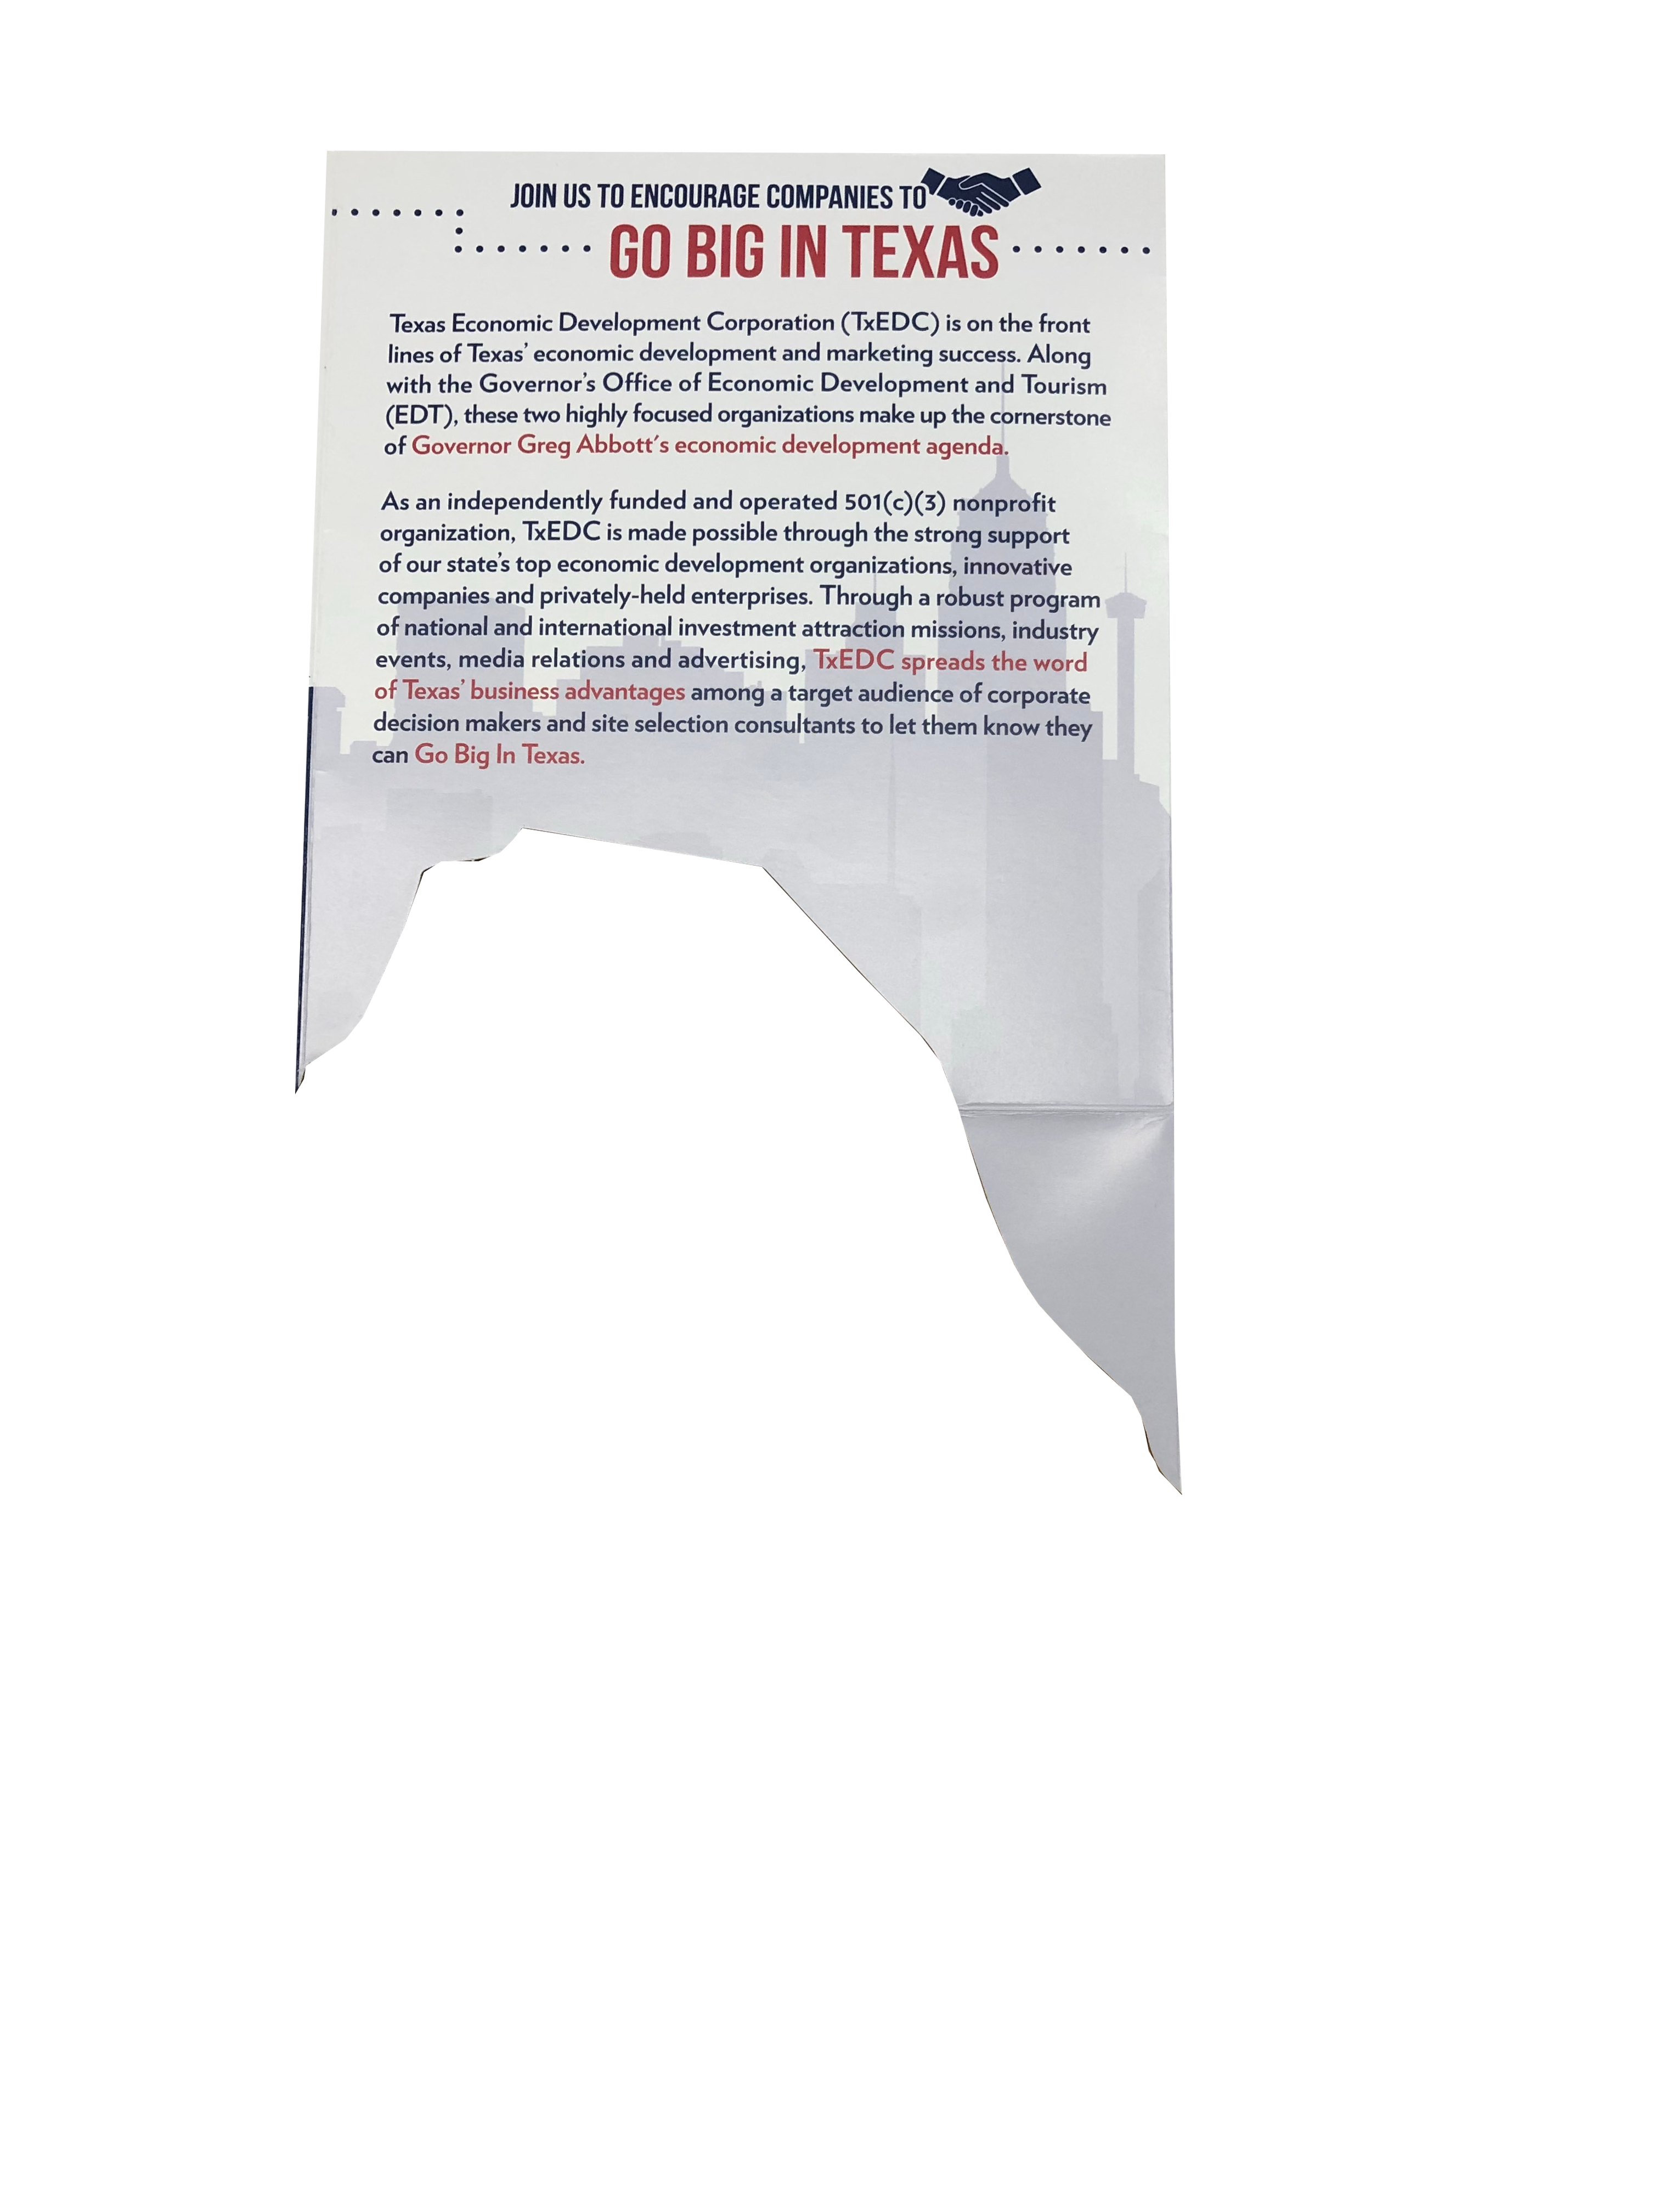 JOIN US TO ENCOURAGE COMPANIES TO
GO BIG IN TEXAS
Texas Economic Development Corporation (TxEDC) is on the front
lines of Texas' economic development and marketing success. Along
with the Governor's Office of Economic Development and Tourism
(EDT), these two highly focused organizations make up the cornerstone
of Governor Greg Abbott's economic development agenda.
As an independently funded and operated 501(c)(3) nonprofit
organization, TxEDC is made possible through the strong support
of our state's top economic development organizations, innovative
companies and privately-held enterprises. Through a robust program
of national and international investment attraction missions, industry
events, media relations and advertising, TxEDC spreads the word
of Texas' business advantages among a target audience of corporate
decision makers and site selection consultants to let them know they
can Go Big In Texas.